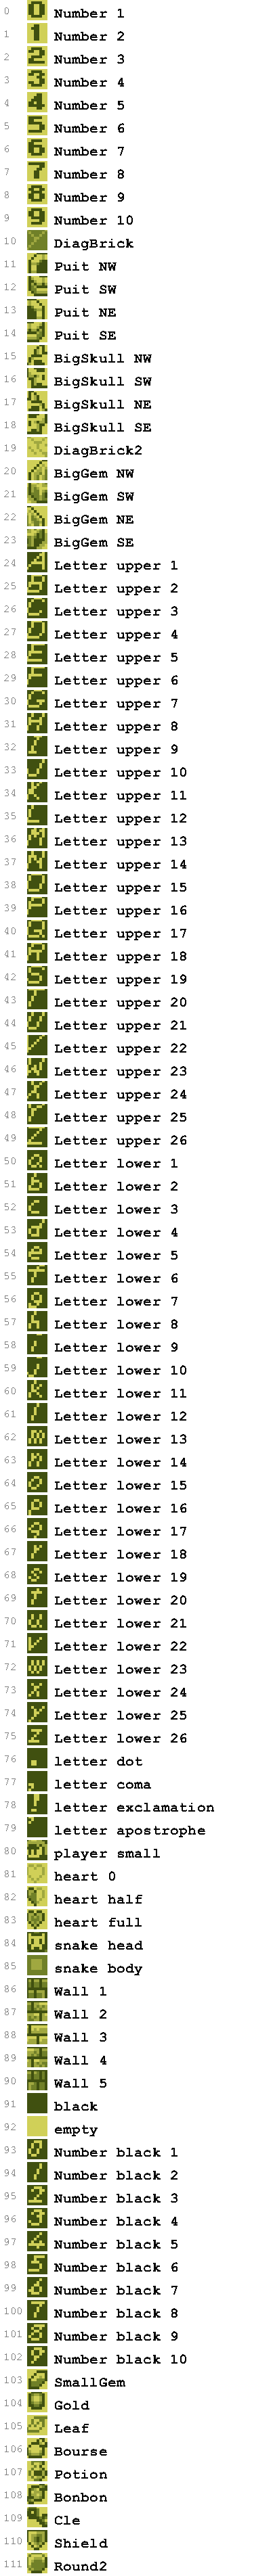 0 Number 1
1 Number 2
2 Number 3
3 Number 4
4 Number 5
5 Number 6
6 Number 7
7 Number 8
8 Number 9
9 Number 10
10 DiagBrick
11 Puit NW
12 Puit SW
13 Puit NE
14 Puit SE
15 BigSkull NW
16 BigSkull SW
17 BigSkull NE
18 BigSkull SE
19 DiagBrick2
20 BigGem NW
21 BigGem SW
22 BigGem NE
23 BigGem SE
24 Letter upper 1
25 Letter upper 2
26 Letter upper 3
27 Letter upper 4
28 Letter upper 5
29 Letter upper 6
30 Letter upper 7
31 Letter upper 8
32 Letter upper 9
33 Letter upper 10
34 Letter upper 11
35 Letter upper 12
36 Letter upper 13
37 Letter upper 14
38 Letter upper 15
39 Letter upper 16
40 Letter upper 17
41 Letter upper 18
42 Letter upper 19
43 Letter upper 20
44 Letter upper 21
45 Letter upper 22
46 Letter upper 23
47 Letter upper 24
48 Letter upper 25
49 Letter upper 26
50 Letter lower 1
51 Letter lower 2
52 Letter lower 3
53 Letter lower 4
54 Letter lower 5
55 Letter lower 6
56 Letter lower 7
57 Letter lower 8
58 Letter lower 9
59 Letter lower 10
60 Letter lower 11
61 Letter lower 12
62 Letter lower 13
63 Letter lower 14
64 Letter lower 15
65 Letter lower 16
66 Letter lower 17
67 Letter lower 18
68 Letter lower 19
69 Letter lower 20
70 Letter lower 21
71 Letter lower 22
72 Letter lower 23
73 Letter lower 24
74 Letter lower 25
75 Letter lower 26
76 letter dot
77 letter coma
78 letter exclamation
79 letter apostrophe
80 player small
81 heart 0
82 heart half
83 heart full
84 snake head
85 snake body
86 Wall 1
87 Wall 2
88 Wall 3
89 Wall 4
90 Wall 5
91 black
92 empty
93 Number black 1
94 Number black 2
95 Number black 3
96 Number black 4
97 Number black 5
98 Number black 6
99 Number black 7
100 Number black 8
101 Number black 9
102 Number black 10
103 SmallGem
104 Gold
105 Leaf
106 Bourse
107 Potion
108 Bonbon
109 Cle
110 Shield
111 Round2